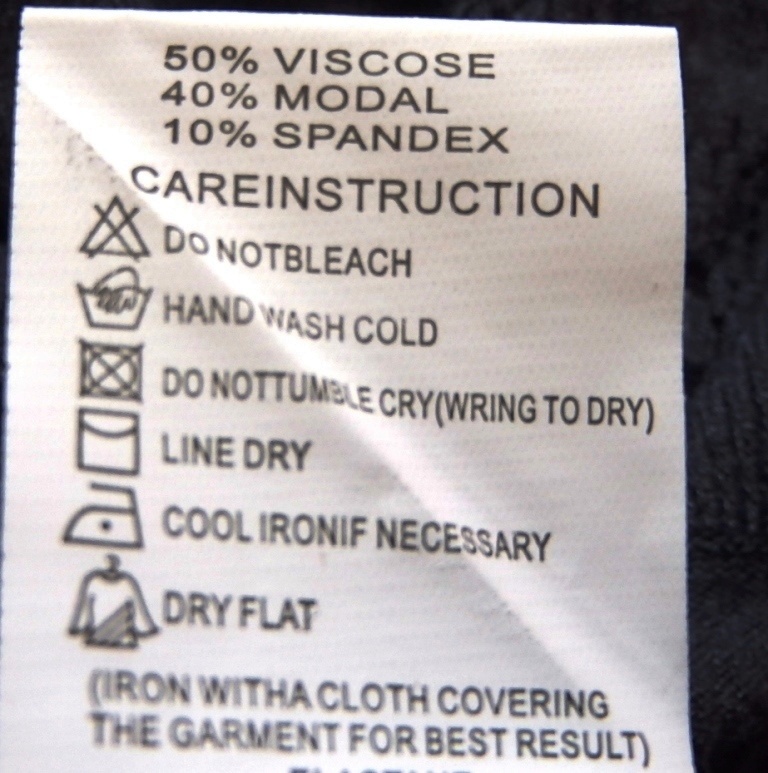 50% VISCOSE
40% MODAL
10% SPANDEX
CAREINSTRUCTION
DO NOTBLEACH
HAND WASH COLD
DO NOTTUMBLE CRY(WRING TO DRY)
LINE DRY
COOL IRONIF NECESSARY
DRY FLAT
(IRON WITHA CLOTH COVERING
THE GARMENT FOR BEST RESULT)